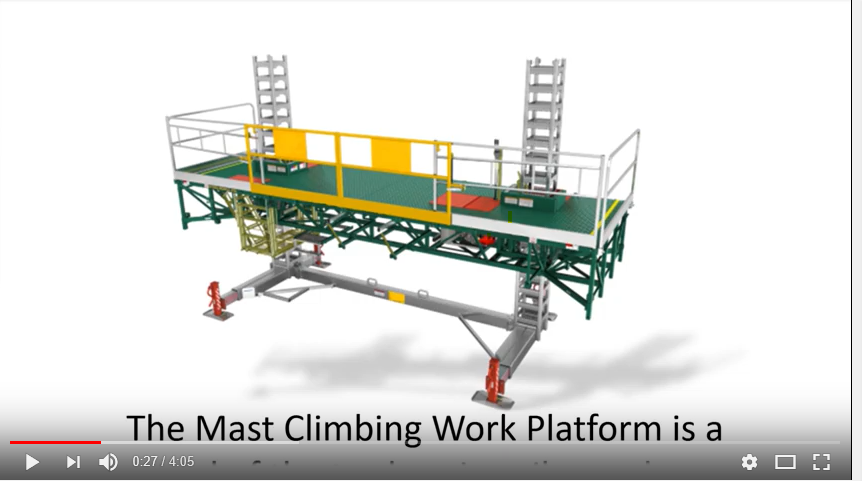 The Mast Climbing Work Platform is a
0:27 / 4:05